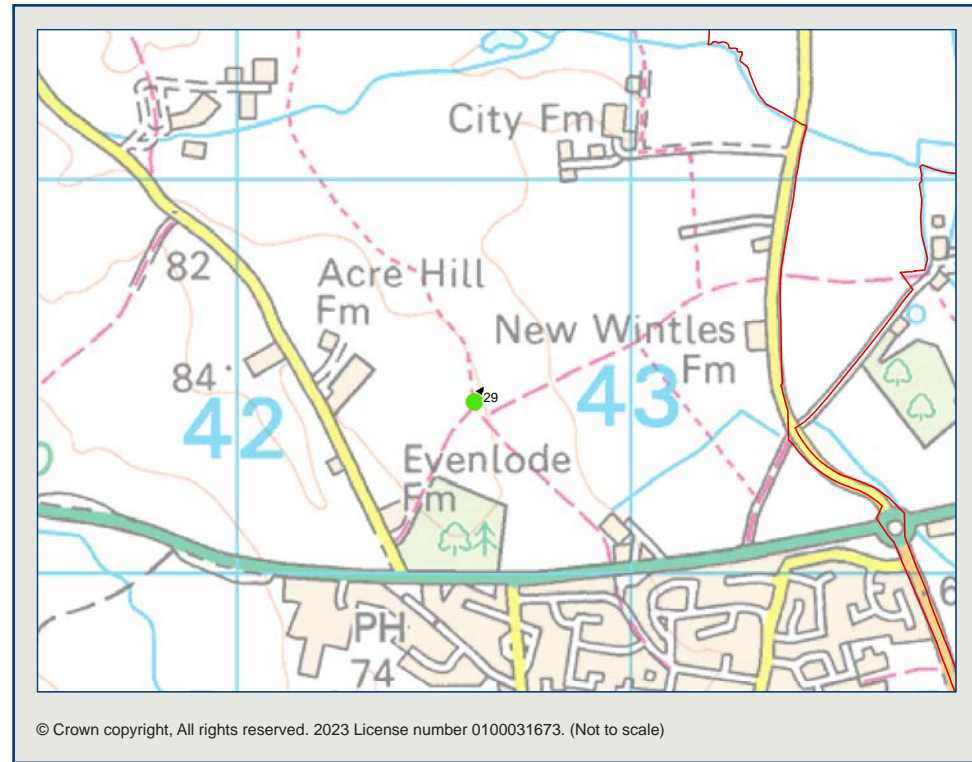 City Fm
82
Acre Hill
Fm
New Wintles
Fm
84
29
42
43
Evenlode
Fm
PH
74
© Crown copyright, All rights reserved. 2023 License number 0100031673. (Not to scale)